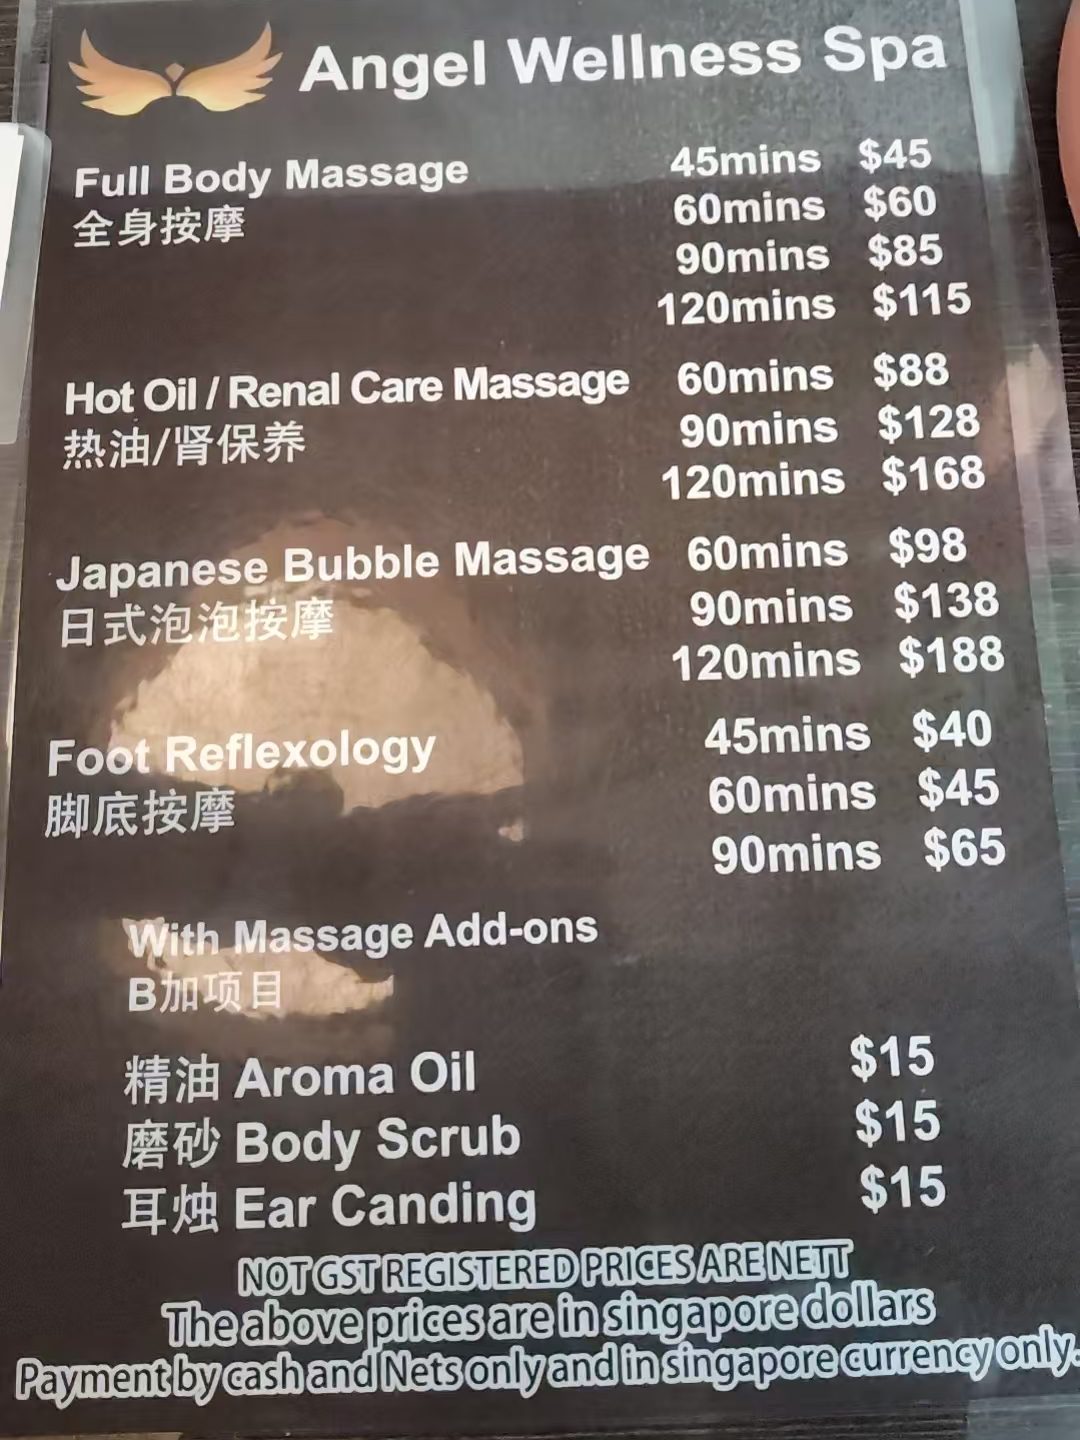 Angel Wellness Spa
Full Body Massage 45mins $45
全身按摩 60mins $60
90mins $85
120mins $115
Hot Oil / Renal Care Massage 60mins $88
热油/肾保养 90mins $128
120mins $168
Japanese Bubble Massage 60mins $98
日式泡泡按摩 90mins $138
120mins $188
Foot Reflexology 45mins $40
脚底按摩 60mins $45
90mins $65
With Massage Add-ons
B加项目
精油 Aroma Oil $15
磨砂 Body Scrub $15
耳烛 Ear Canding $15
NOT GST REGISTERED PRICES ARE NETT
The above prices are in singapore dollars
Payment by cash and Nets only and in singapore currency only.